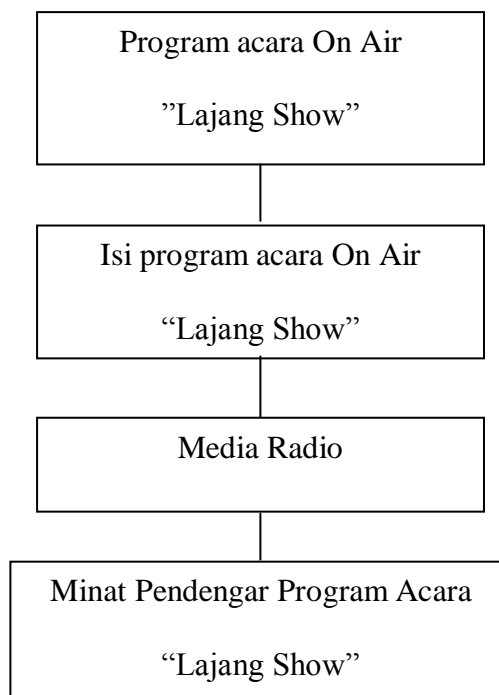 Program acara On Air
”Lajang Show”
Isi program acara On Air
“Lajang Show”
Media Radio
Minat Pendengar Program Acara
“Lajang Show”